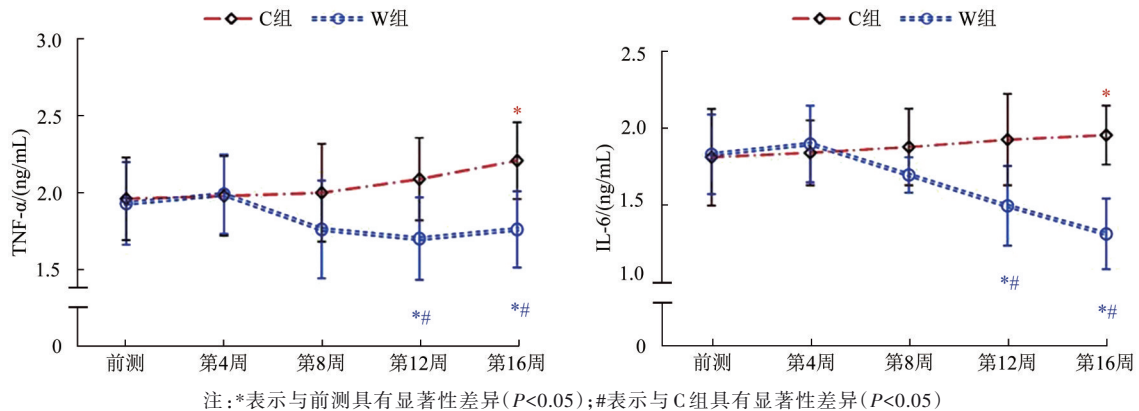 C组 W组
3.0
2.5
2.0
1.5
0
TNF-α/(ng/mL)
*
*#
*#
前测 第4周 第8周 第12周 第16周
C组 W组
2.5
2.0
1.5
1.0
0
IL-6/(ng/mL)
*
*#
*#
前测 第4周 第8周 第12周 第16周
注:*表示与前测具有显著性差异(P<0.05);#表示与C组具有显著性差异(P<0.05)